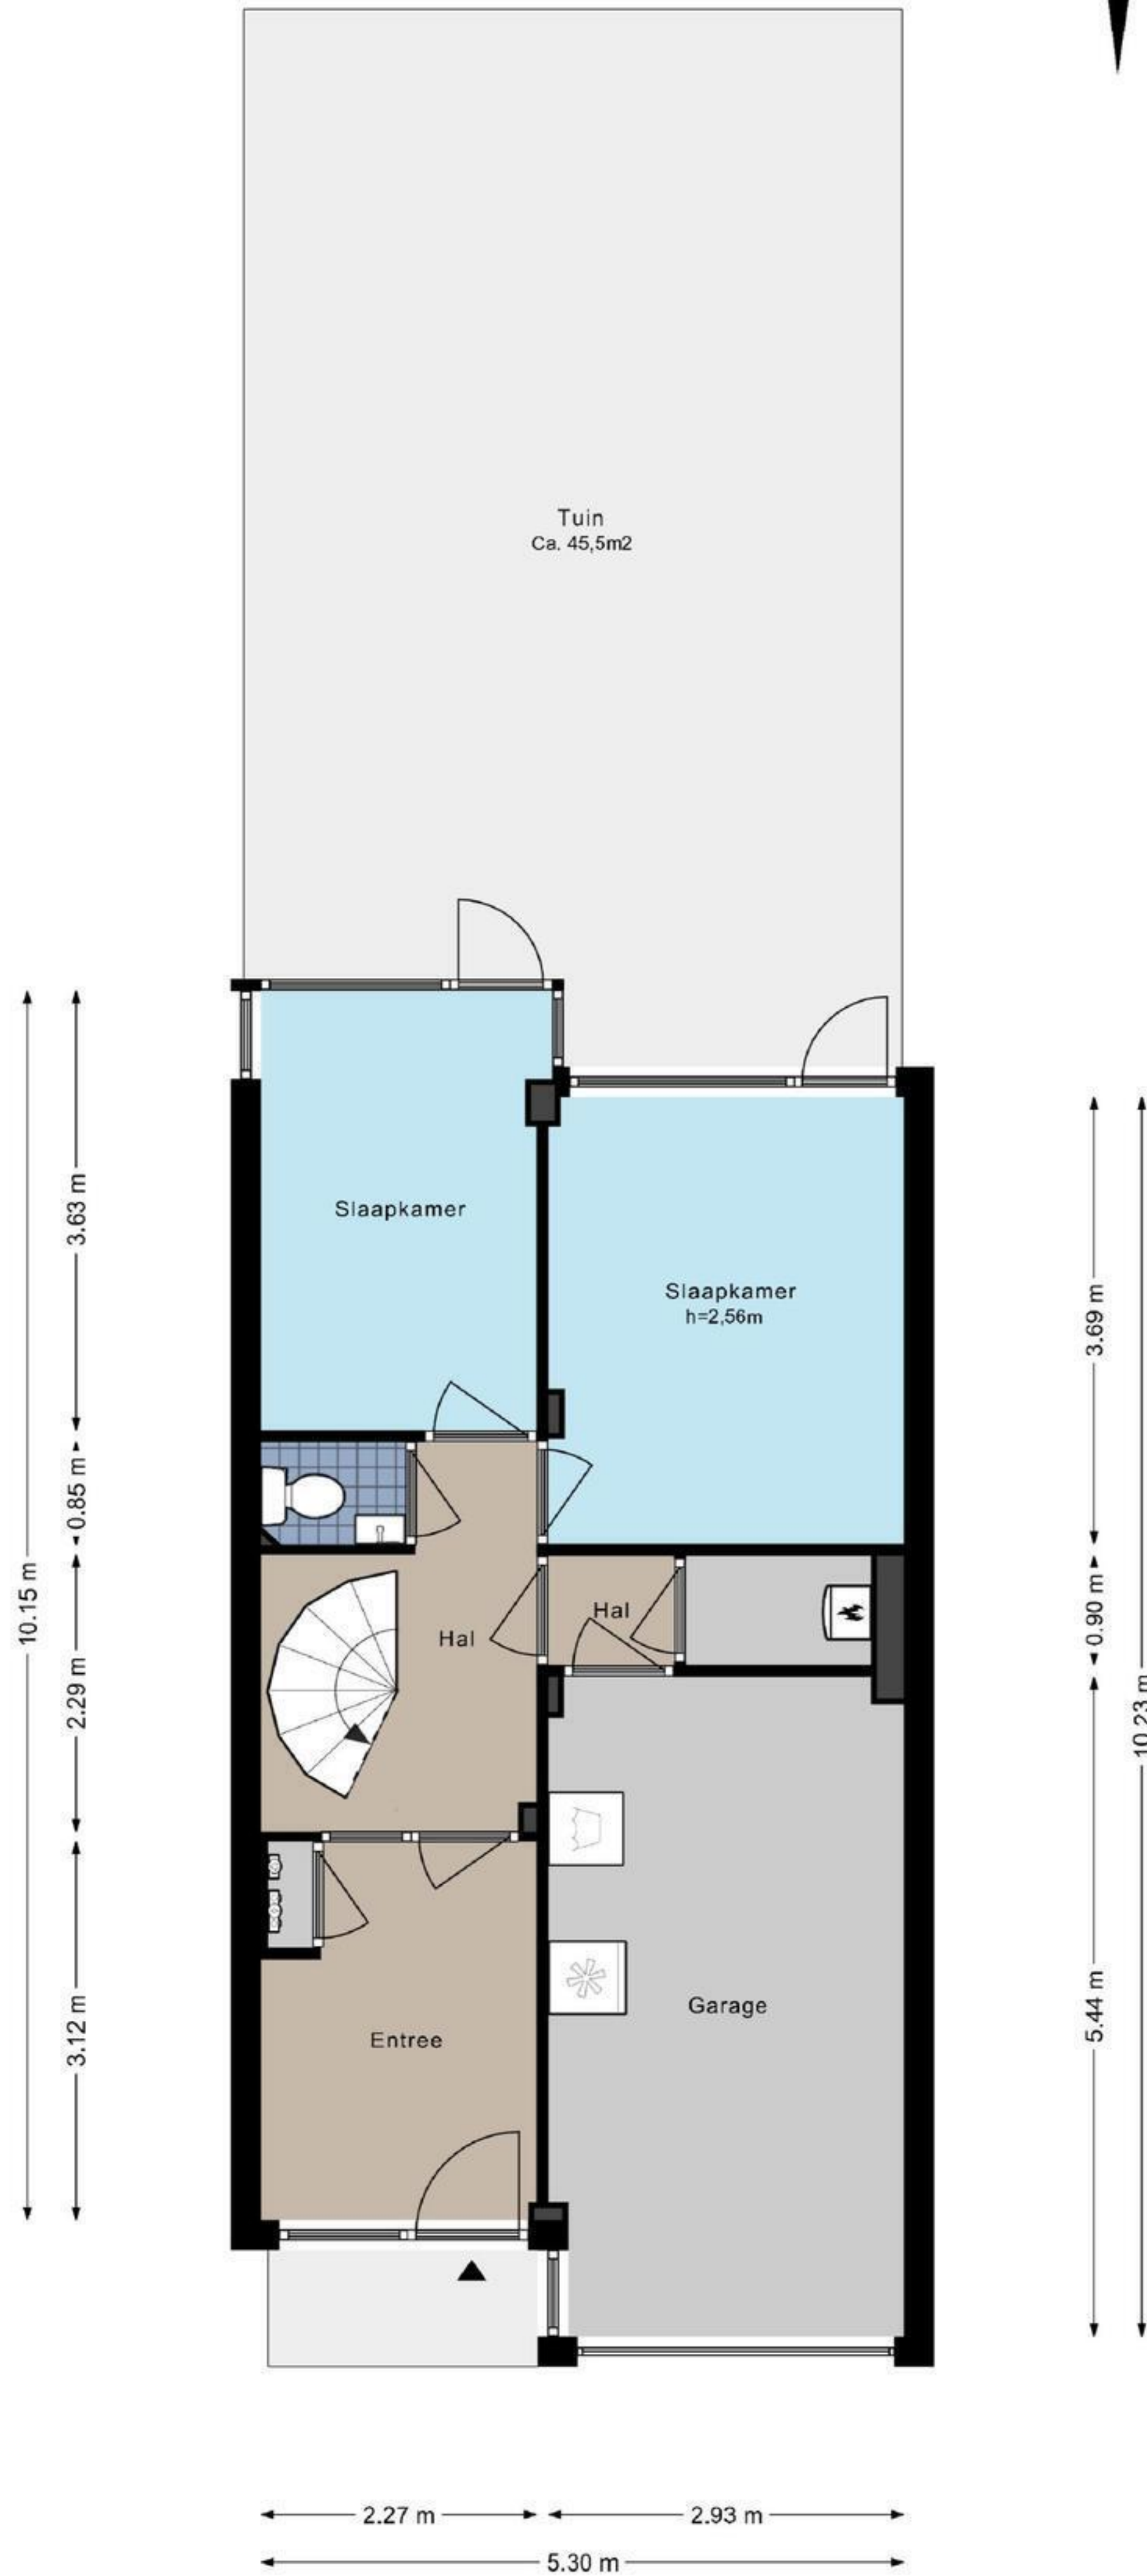 Tuin
Ca. 45,5m2
Slaapkamer
Slaapkamer
h=2,56m
Hal
Hal
Garage
Entree
10.15 m
3.63 m
0.85 m
2.29 m
3.12 m
3.69 m
0.90 m
5.44 m
10.23 m
2.27 m
2.93 m
5.30 m